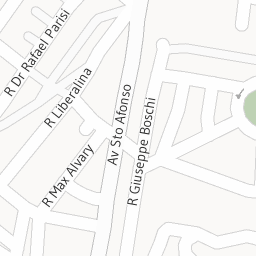 R Dr Rafael Parisi
R Liberalina
Av Sto Afonso
R Giuseppe Boschi
R Max Alvary